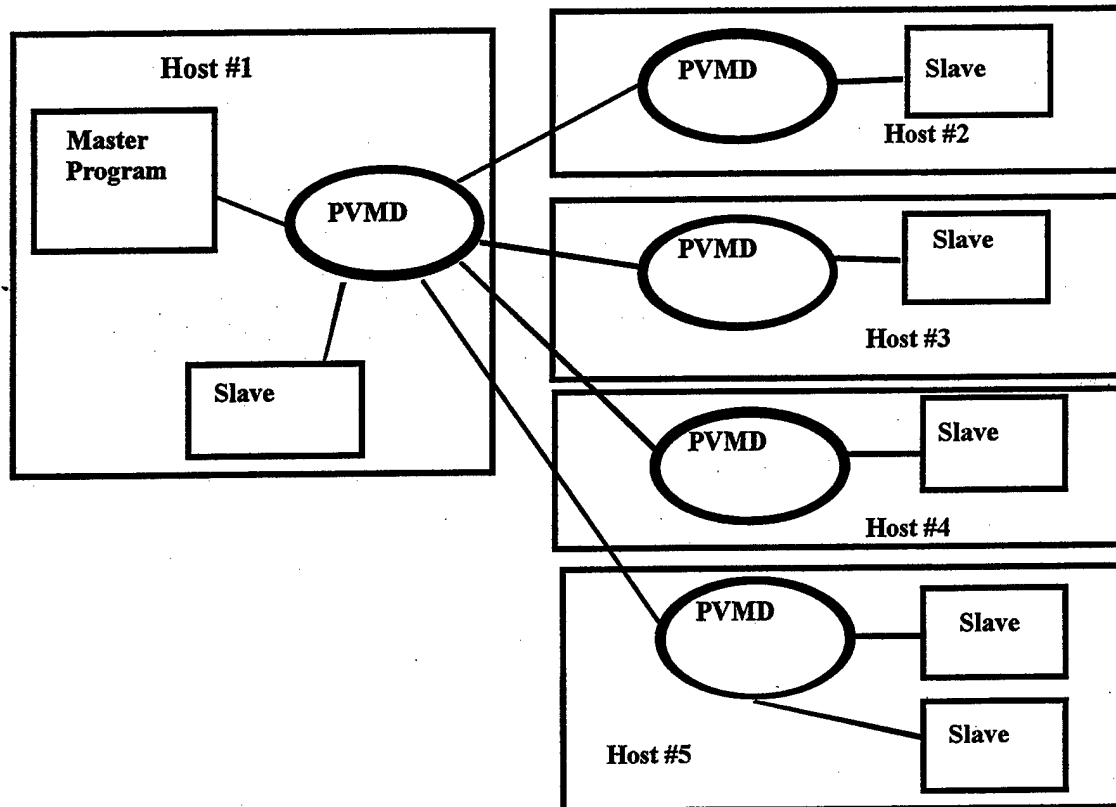 Host #1
Master
Program
PVMD
Slave
PVMD
Slave
Host #2
PVMD
Slave
Host #3
PVMD
Slave
Host #4
PVMD
Slave
Slave
Host #5